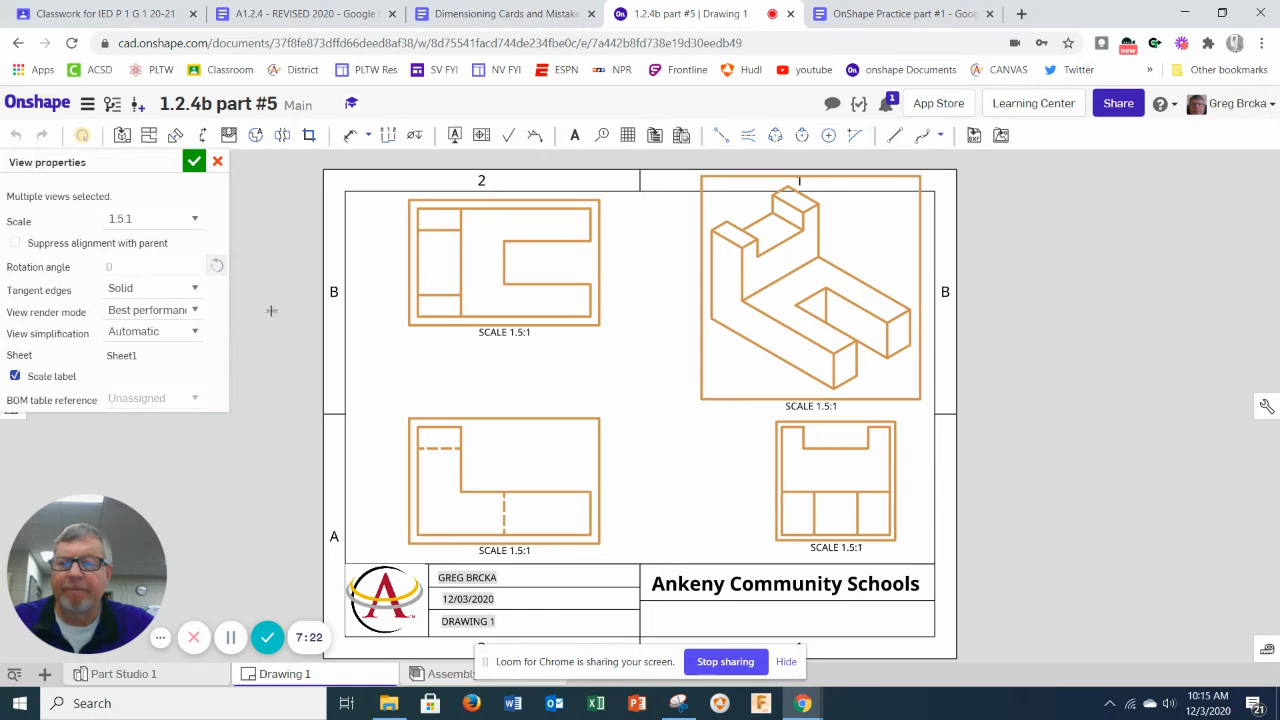 Classwork for IED D 1 G 1 20-21
A1.2.4 - REVISED 2020 - Google
Dimensioning Cards and Mistake
On
1.2.4b part #5 | Drawing 1
OnShape Practice part #1 - Goog
cad.onshape.com/documents/37f8fe873dffd66deed8af38/w/d8d75541fecd744de234fbe0c/e/7a442b8fd738e19d30eedb49
new
Apps
ACSD
PLTW
Classroom
District
PLTW Res
SV FYI
NV FYI
ESPN
NPR
Frontline
Hudl
youtube
onshape Documents
CANVAS
Twitter
»
Other bookmarks
Onshape
1.2.4b part #5 Main
1
App Store
Learning Center
Share
Greg Brcka
View properties
Multiple views selected.
Scale 1.5:1
Suppress alignment with parent
Rotation angle 0
Tangent edges Solid
View render mode Best performanc
View simplification Automatic
Sheet Sheet1
Scale label
BOM table reference Unassigned
2 1
B B
SCALE 1.5:1
SCALE 1.5:1
SCALE 1.5:1
SCALE 1.5:1
A A
GREG BRCKA
12/03/2020
DRAWING 1
Ankeny Community Schools
A
7:22
Loom for Chrome is sharing your screen.
Stop sharing
Hide
Part Studio 1
Drawing 1
Assembly
Search
10:15 AM
12/3/2020
21